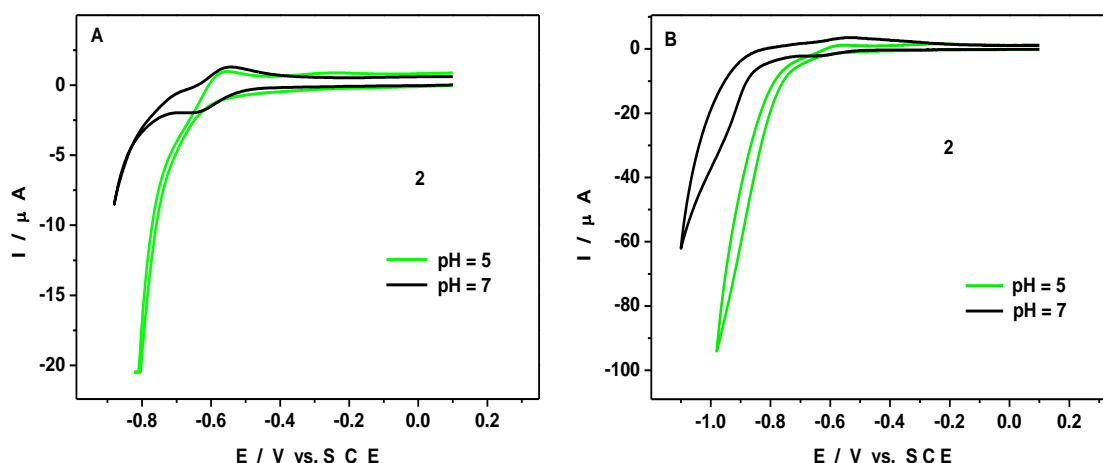 A
0
-5
-10
-15
-20
I / μ A
2
pH = 5
pH = 7
-0.8 -0.6 -0.4 -0.2 0.0 0.2
E / V vs. S C E
B
0
-20
-40
-60
-80
-100
I / μ A
2
pH = 5
pH = 7
-1.0 -0.8 -0.6 -0.4 -0.2 0.0 0.2
E / V vs. S C E